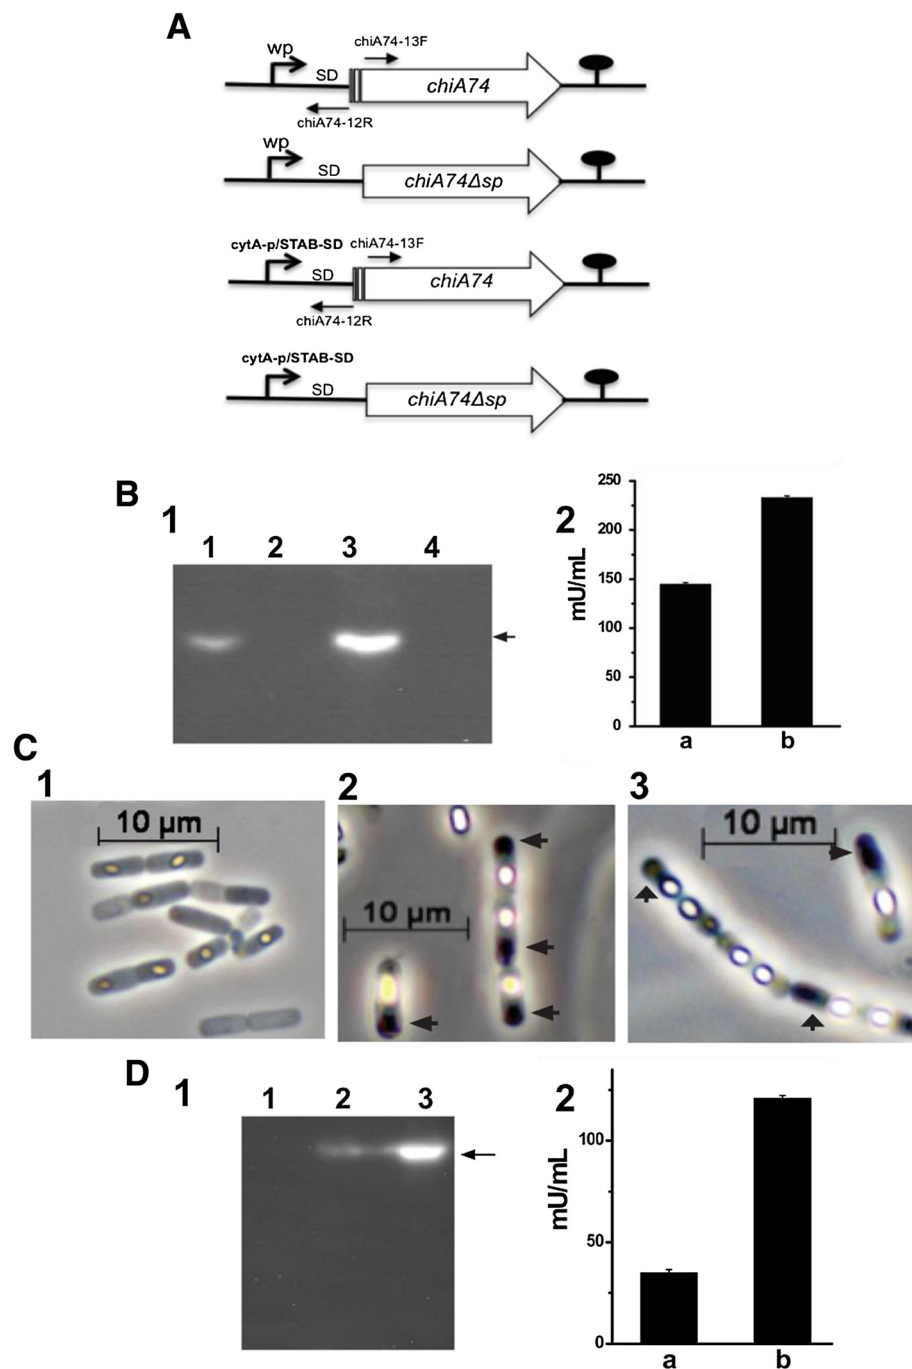 A
wp
SD
chiA74-13F
chiA74
chiA74-12R
wp
SD
chiA74Δsp
cytA-p/STAB-SD
chiA74-13F
SD
chiA74
chiA74-12R
cytA-p/STAB-SD
SD
chiA74Δsp
B
1
1 2 3 4
2
mU/mL
250
200
150
100
50
0
a b
C
1
10 µm
2
10 µm
3
10 µm
D
1
1 2 3
2
mU/mL
100
50
0
a b